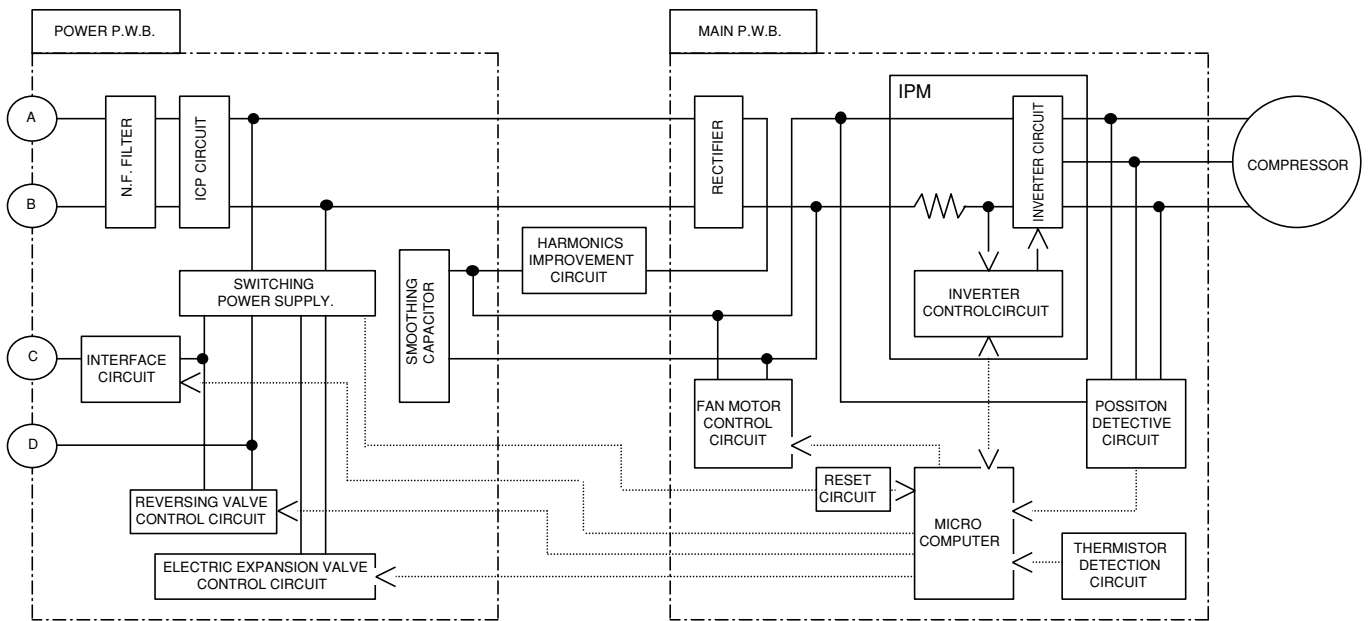 POWER P.W.B.
MAIN P.W.B.
A
B
C
D
N.F. FILTER
ICP CIRCUIT
RECTIFIER
IPM
INVERTER CIRCUIT
COMPRESSOR
HARMONICS
IMPROVEMENT
CIRCUIT
SWITCHING
POWER SUPPLY.
SMOOTHING
CAPACITOR
INVERTER
CONTROLCIRCUIT
INTERFACE
CIRCUIT
FAN MOTOR
CONTROL
CIRCUIT
POSSITON
DETECTIVE
CIRCUIT
RESET
CIRCUIT
REVERSING VALVE
CONTROL CIRCUIT
MICRO
COMPUTER
THERMISTOR
DETECTION
CIRCUIT
ELECTRIC EXPANSION VALVE
CONTROL CIRCUIT